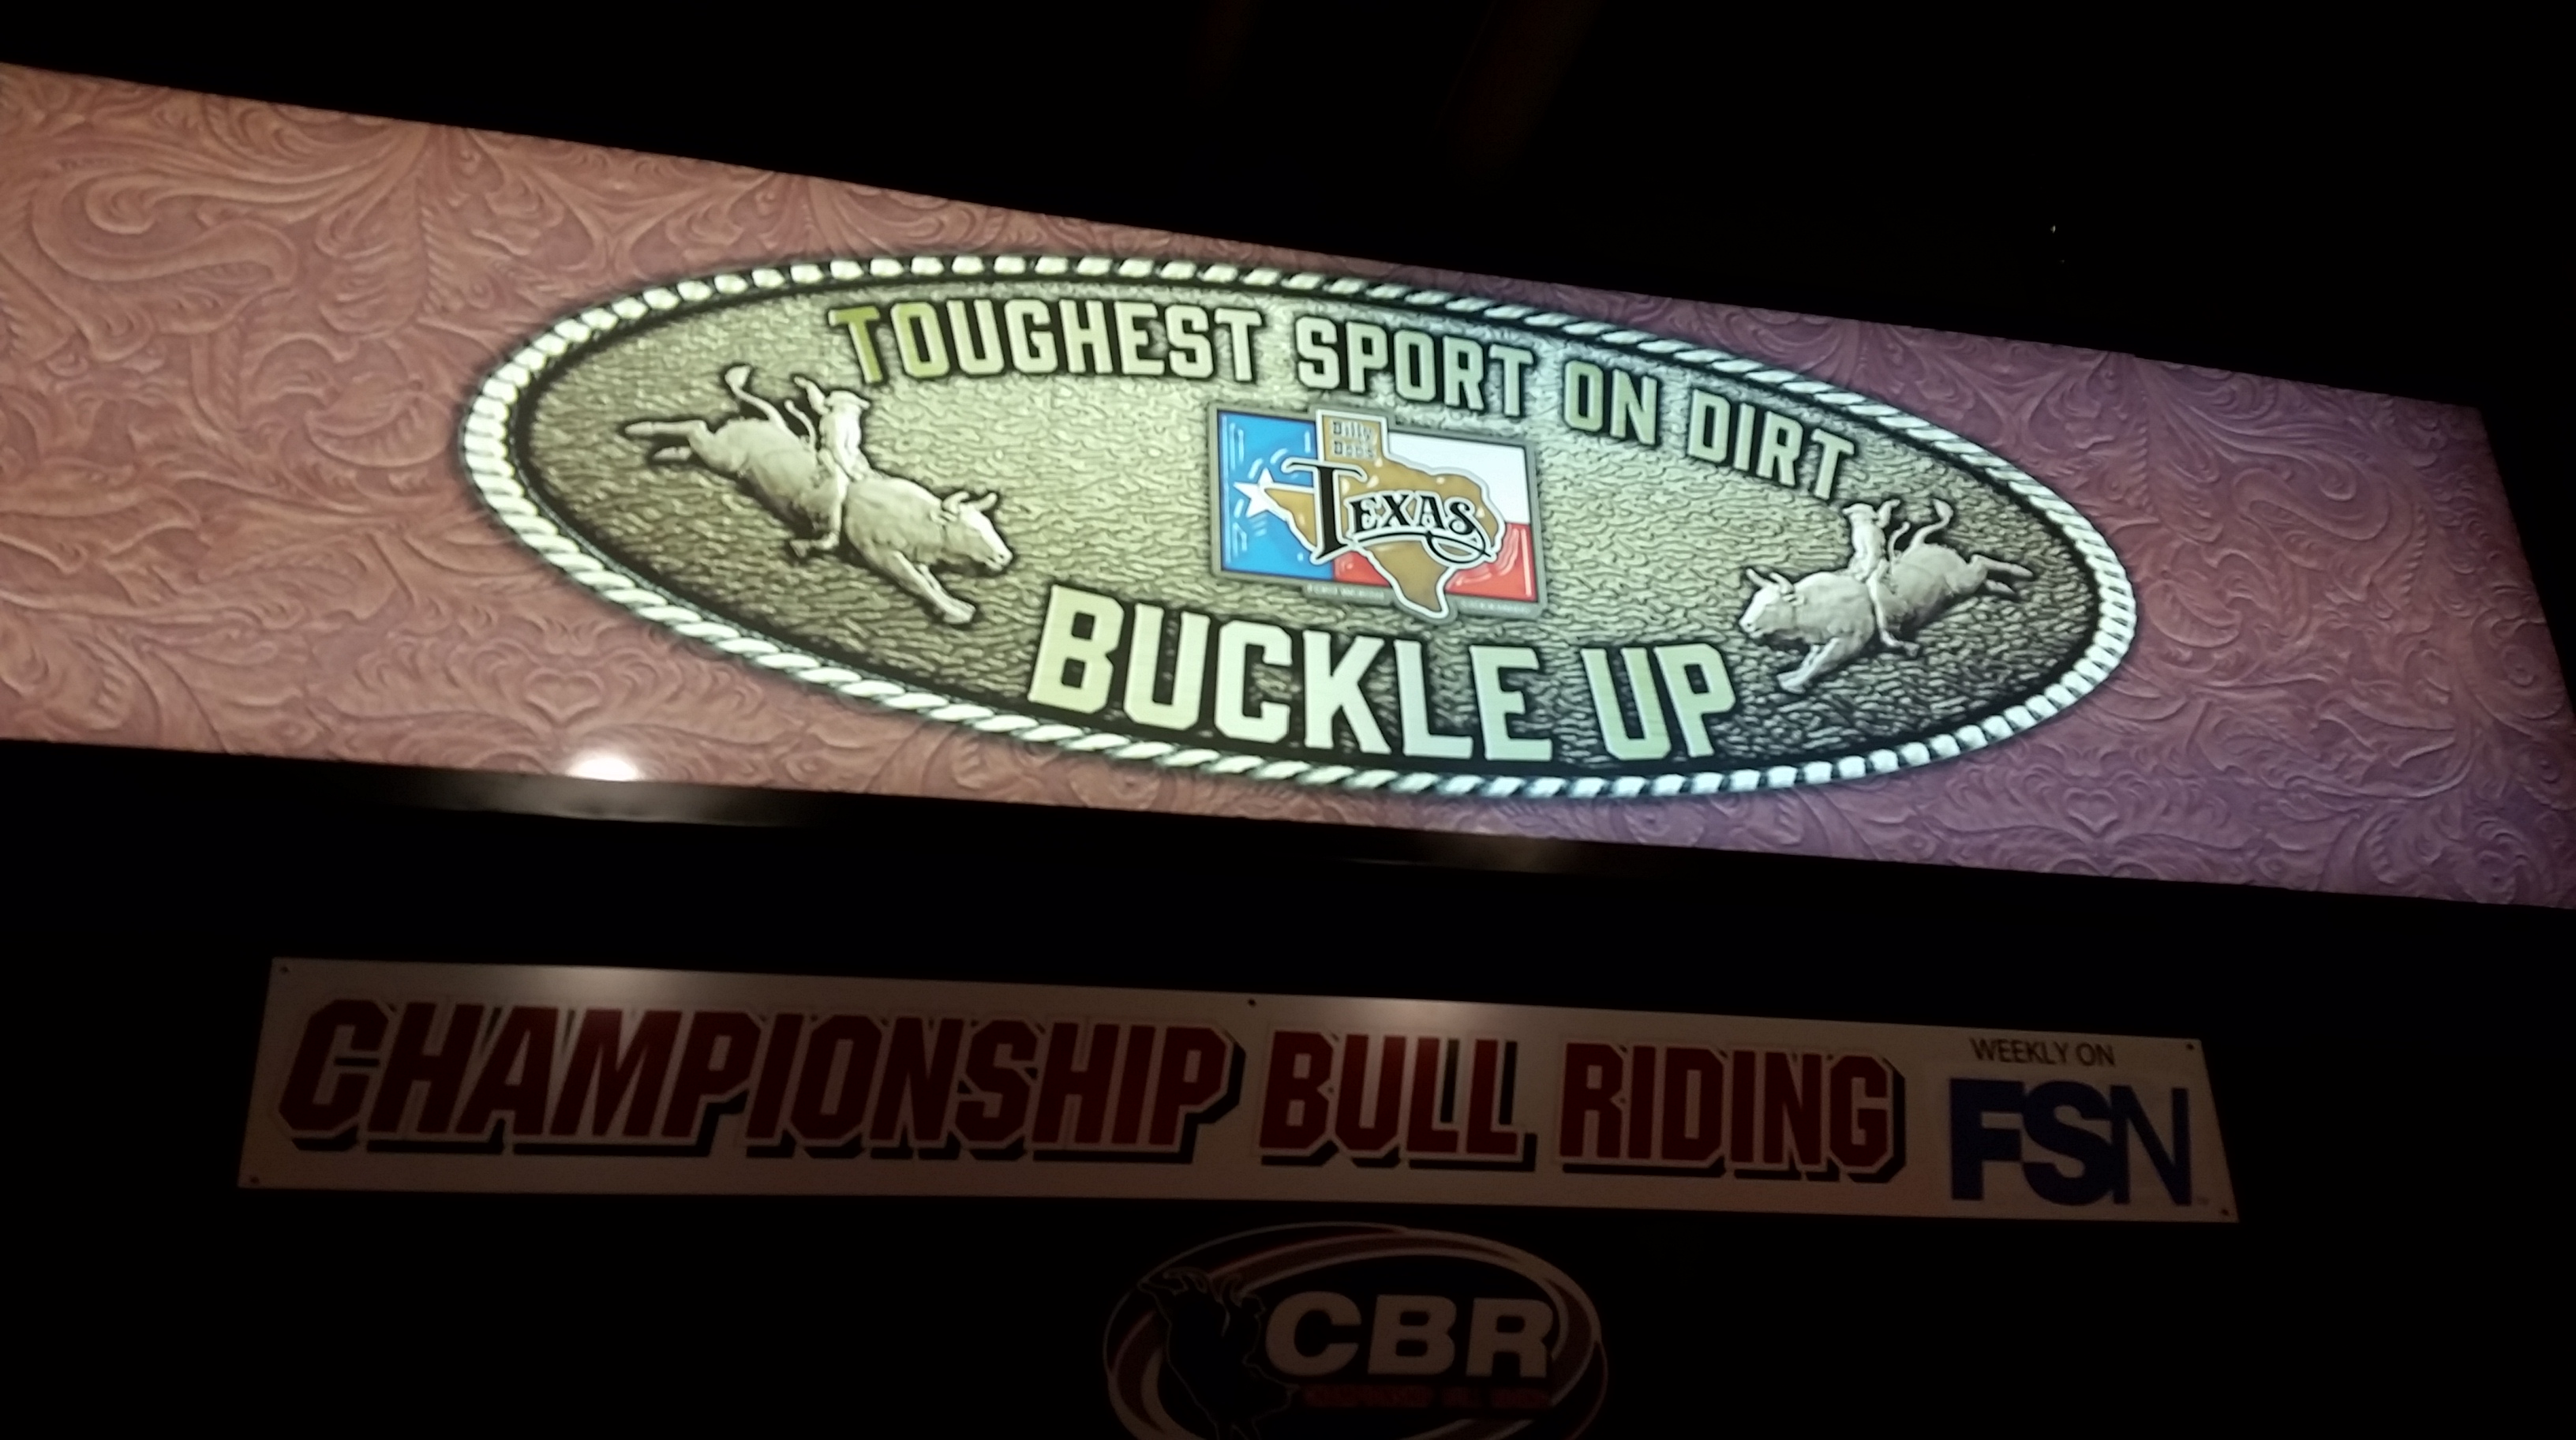 TOUGHEST SPORT ON DIRT
Billy
Bob's
TEXAS
BUCKLE UP
CHAMPIONSHIP BULL RIDING
WEEKLY ON
FSN
CBR